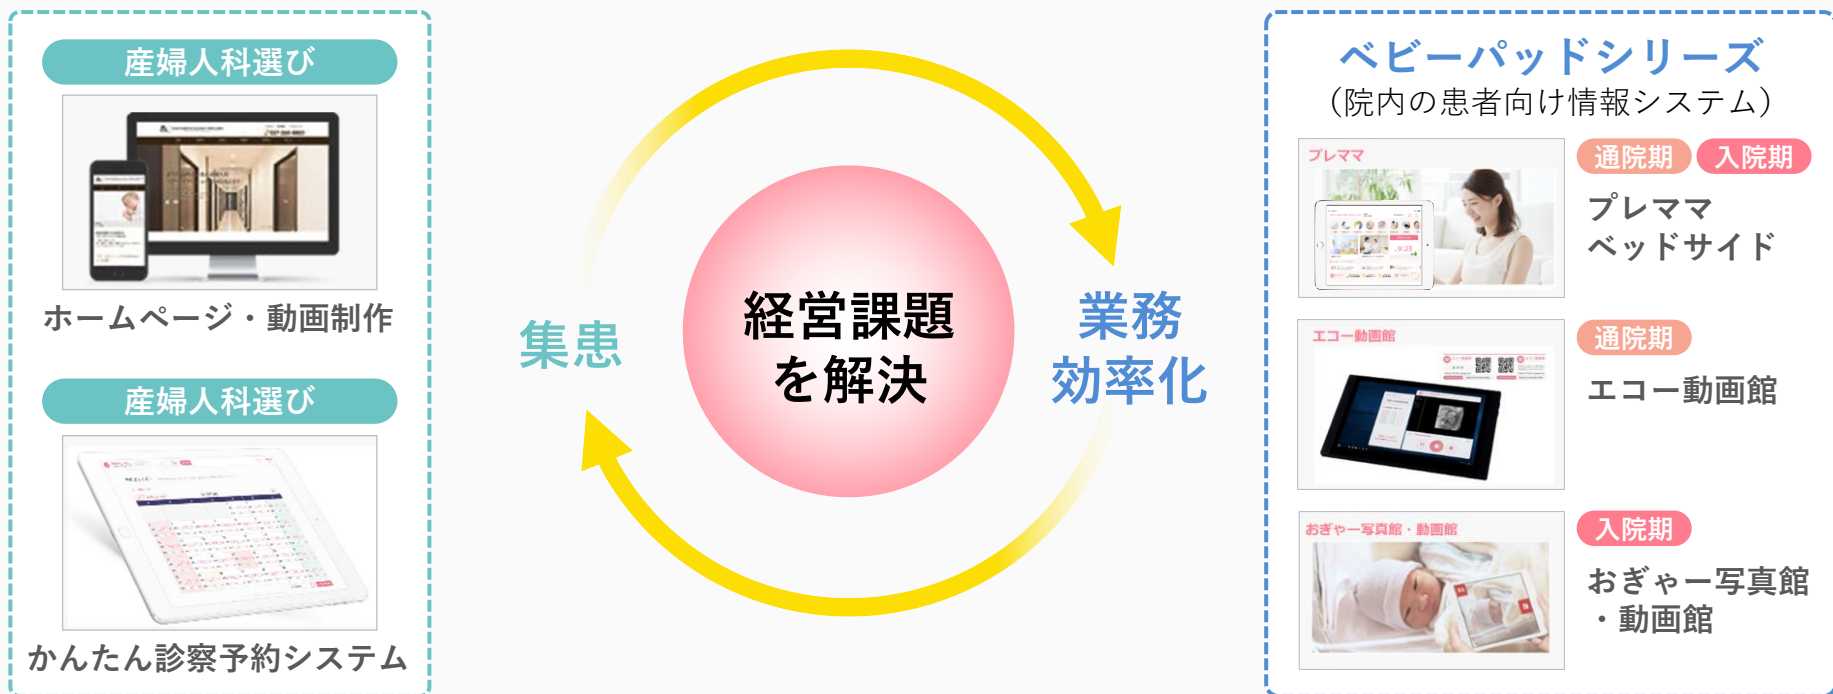 産婦人科選び
ホームページ・動画制作
産婦人科選び
かんたん診察予約システム
集患
経営課題
を解決
業務
効率化
ベビーパッドシリーズ
（院内の患者向け情報システム）
プレママ
通院期
入院期
プレママ
ベッドサイド
エコー動画館
通院期
エコー動画館
おぎゃー写真館・動画館
入院期
おぎゃー写真館
・動画館